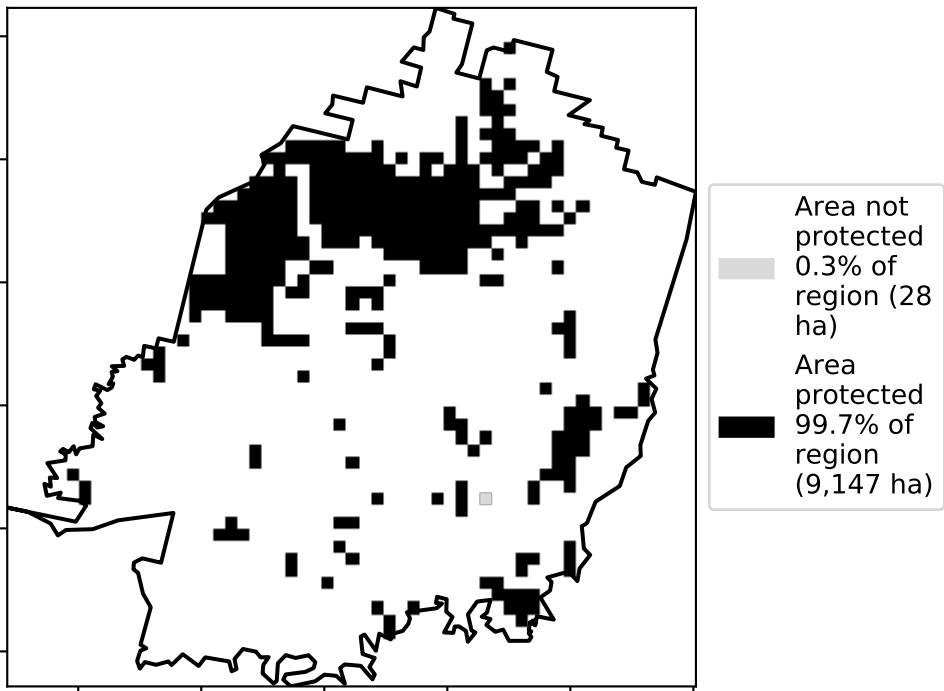 Area not
protected
0.3% of
region (28
ha)
Area
protected
99.7% of
region
(9,147 ha)